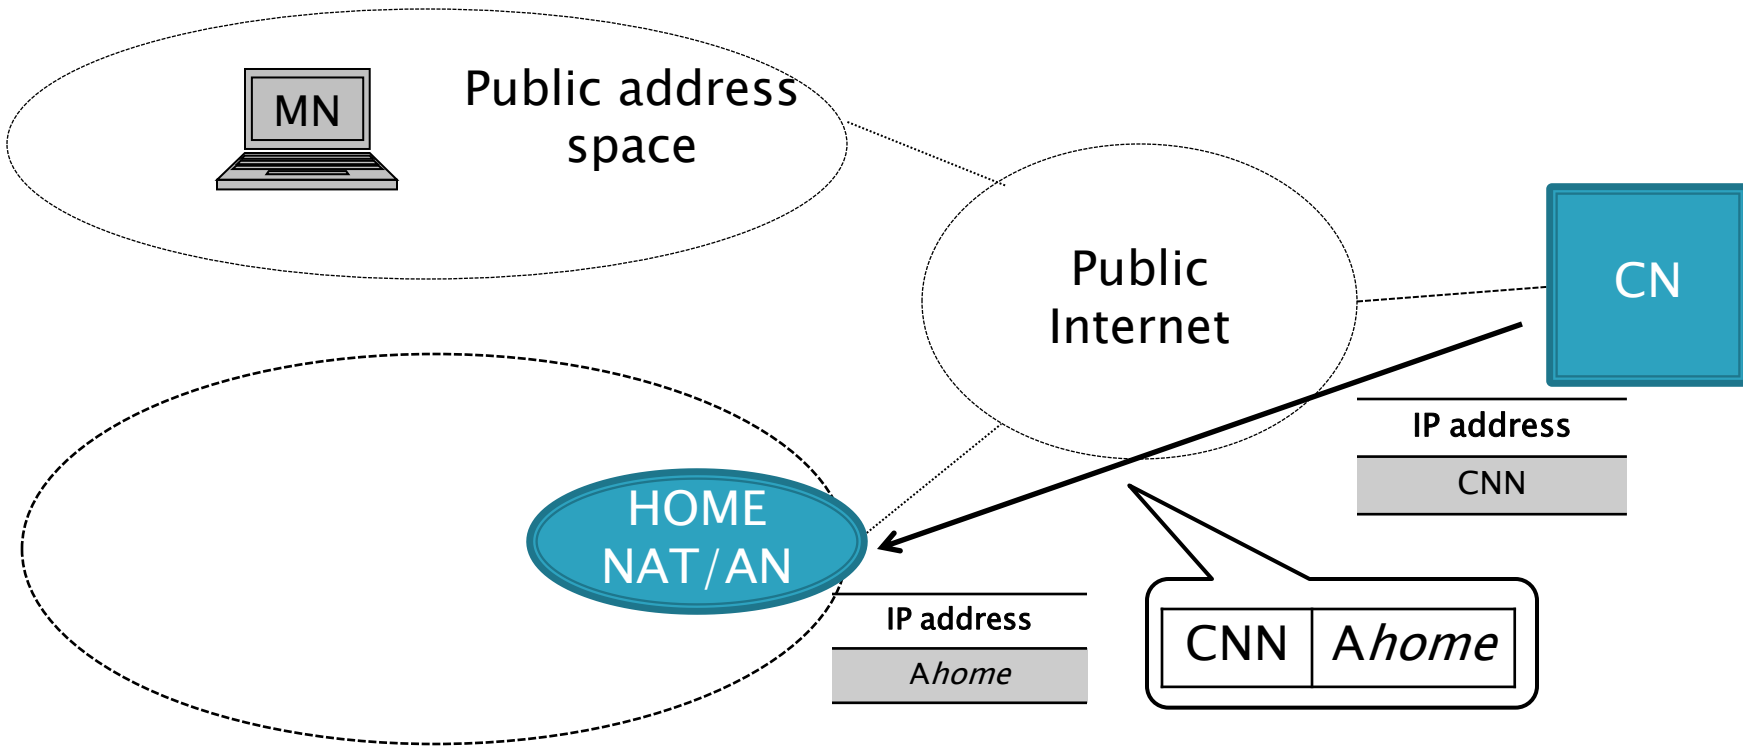 MN
Public address
space
Public
Internet
CN
IP address
CNN
HOME
NAT/AN
IP address
Ahome
CNN Ahome